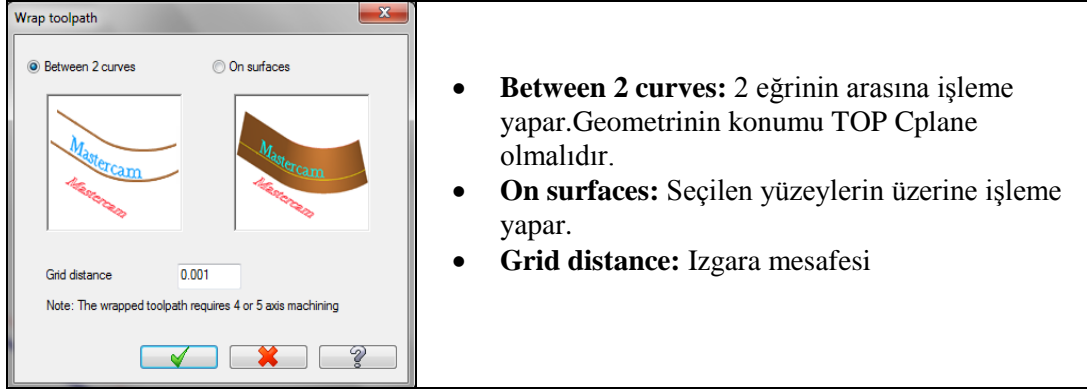 Wrap toolpath
x
Between 2 curves
On surfaces
Mastercam
Mastercam
Mastercam
Mastercam
Grid distance
0.001
Note: The wrapped toolpath requires 4 or 5 axis machining
?
• Between 2 curves: 2 eğrinin arasına işleme
yapar.Geometrinin konumu TOP Cplane
olmalıdır.
• On surfaces: Seçilen yüzeylerin üzerine işleme
yapar.
• Grid distance: Izgara mesafesi